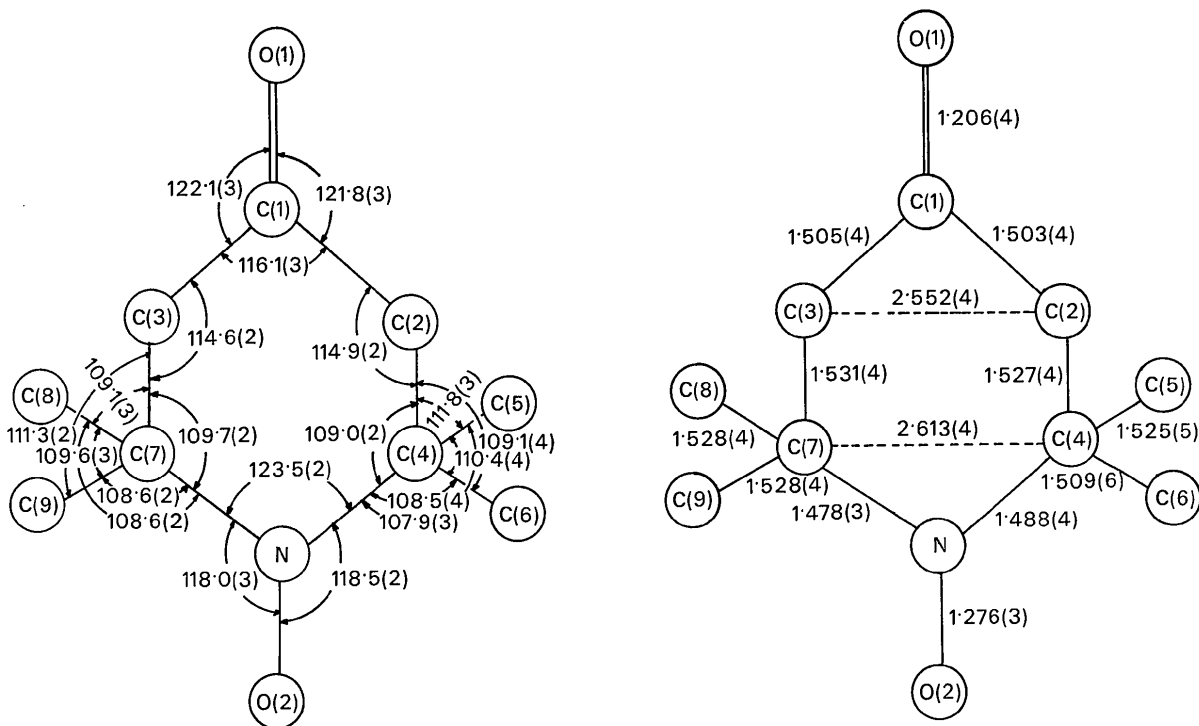 O(1)
122·1(3)
121·8(3)
C(1)
116·1(3)
C(3)
C(2)
114·6(2)
114·9(2)
109·1(3)
C(8)
111·8(3)
C(5)
111·3(2)
109·7(2)
109·0(2)
109·1(4)
109·6(3)
C(7)
C(4)
110·4(4)
123·5(2)
108·6(2)
108·5(4)
C(9)
108·6(2)
107·9(3)
C(6)
N
118·0(3)
118·5(2)
O(2)
O(1)
1·206(4)
C(1)
1·505(4)
1·503(4)
C(3)
2·552(4)
C(2)
1·531(4)
1·527(4)
C(8)
C(5)
1·528(4)
C(7)
2·613(4)
C(4)
1·525(5)
C(9)
1·528(4)
1·509(6)
C(6)
1·478(3)
1·488(4)
N
1·276(3)
O(2)